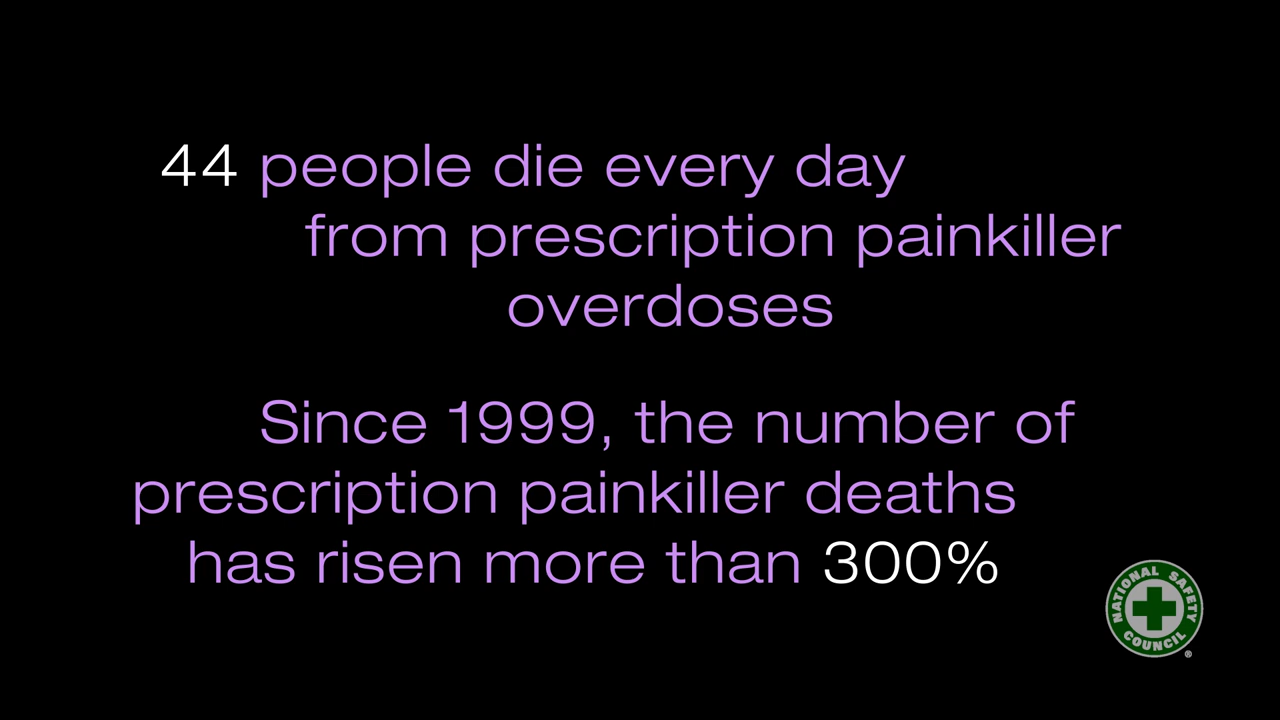 44 people die every day
from prescription painkiller
overdoses
Since 1999, the number of
prescription painkiller deaths
has risen more than 300%
NATIONAL SAFETY
COUNCIL
®